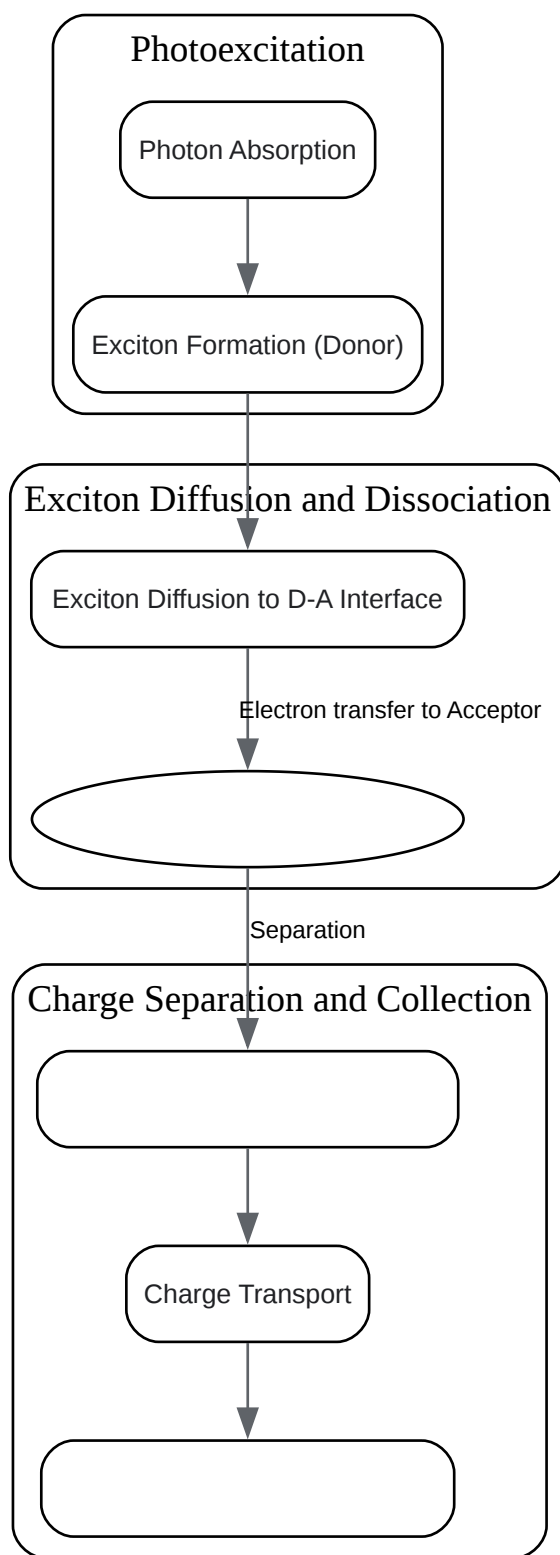 Photoexcitation
Photon Absorption
Exciton Formation (Donor)
Exciton Diffusion and Dissociation
Exciton Diffusion to D-A Interface
Electron transfer to Acceptor
Separation
Charge Separation and Collection
Charge Transport